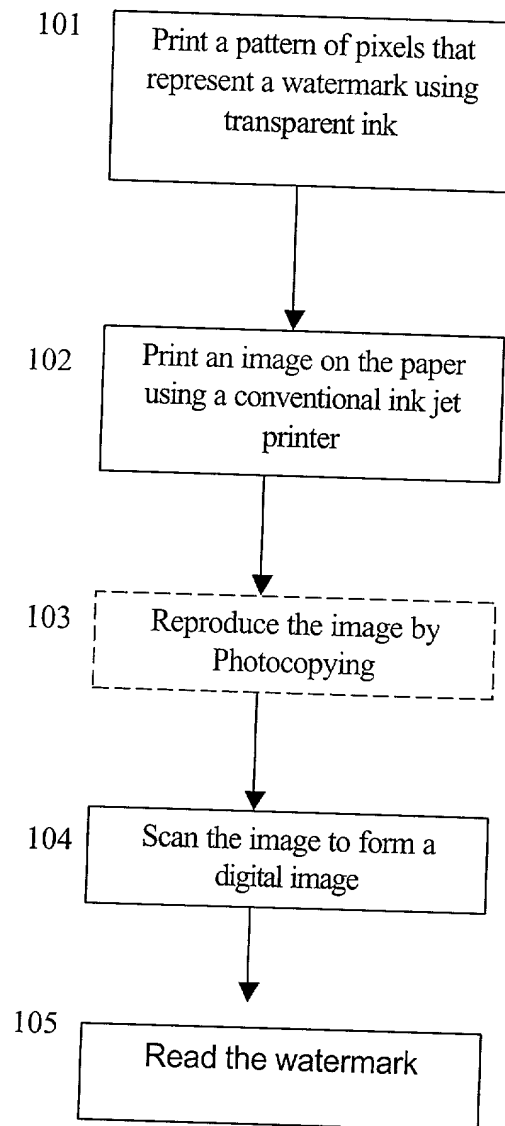 101
Print a pattern of pixels that
represent a watermark using
transparent ink
102
Print an image on the paper
using a conventional ink jet
printer
103
Reproduce the image by
Photocopying
104
Scan the image to form a
digital image
105
Read the watermark